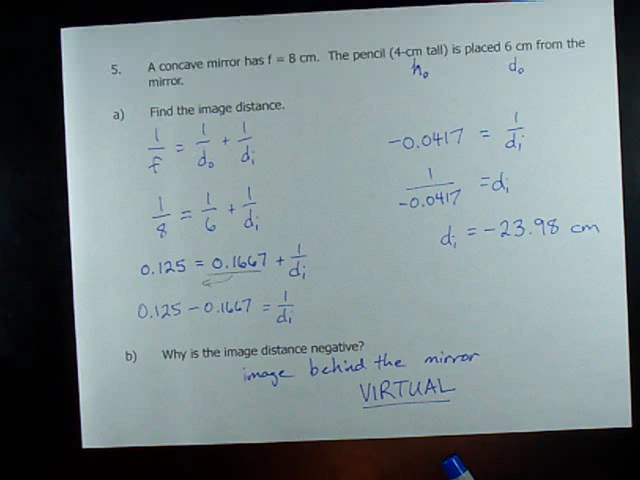 5. A concave mirror has f = 8 cm. The pencil (4-cm tall) is placed 6 cm from the
mirror.
h₀ d₀
a) Find the image distance.
1/f = 1/d₀ + 1/dᵢ
1/8 = 1/6 + 1/dᵢ
0.125 = 0.1667 + 1/dᵢ
0.125 - 0.1667 = 1/dᵢ
-0.0417 = 1/dᵢ
1/-0.0417 = dᵢ
dᵢ = -23.98 cm
b) Why is the image distance negative?
image behind the mirror
VIRTUAL